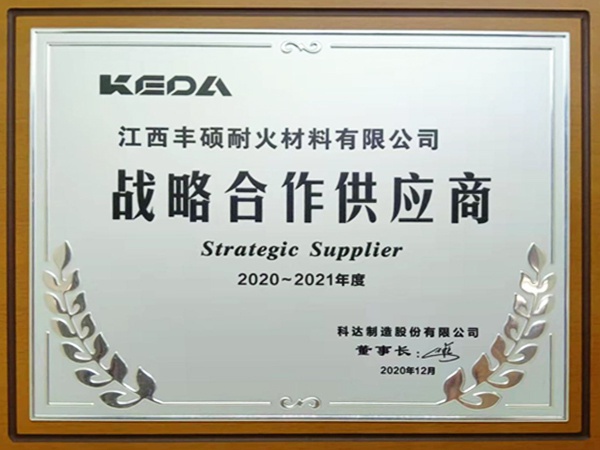 KEDA
江西丰硕耐火材料有限公司
战略合作供应商
Strategic Supplier
2020~2021年度
科达制造股份有限公司
董事长:
2020年12月